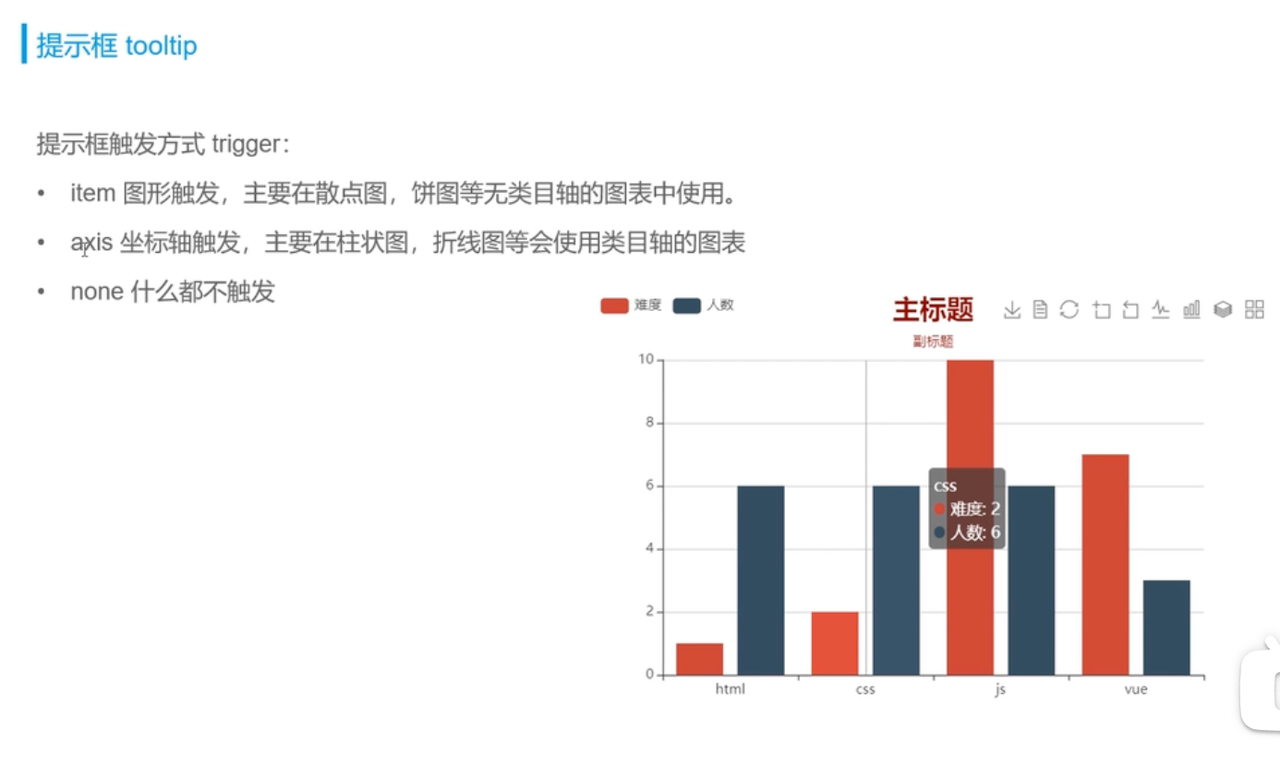 提示框 tooltip
提示框触发方式 trigger：
• item 图形触发，主要在散点图，饼图等无类目轴的图表中使用。
• axis 坐标轴触发，主要在柱状图，折线图等会使用类目轴的图表
• none 什么都不触发
难度 人数
主标题
副标题
10
8
6
4
2
0
css
难度: 2
人数: 6
html css js vue